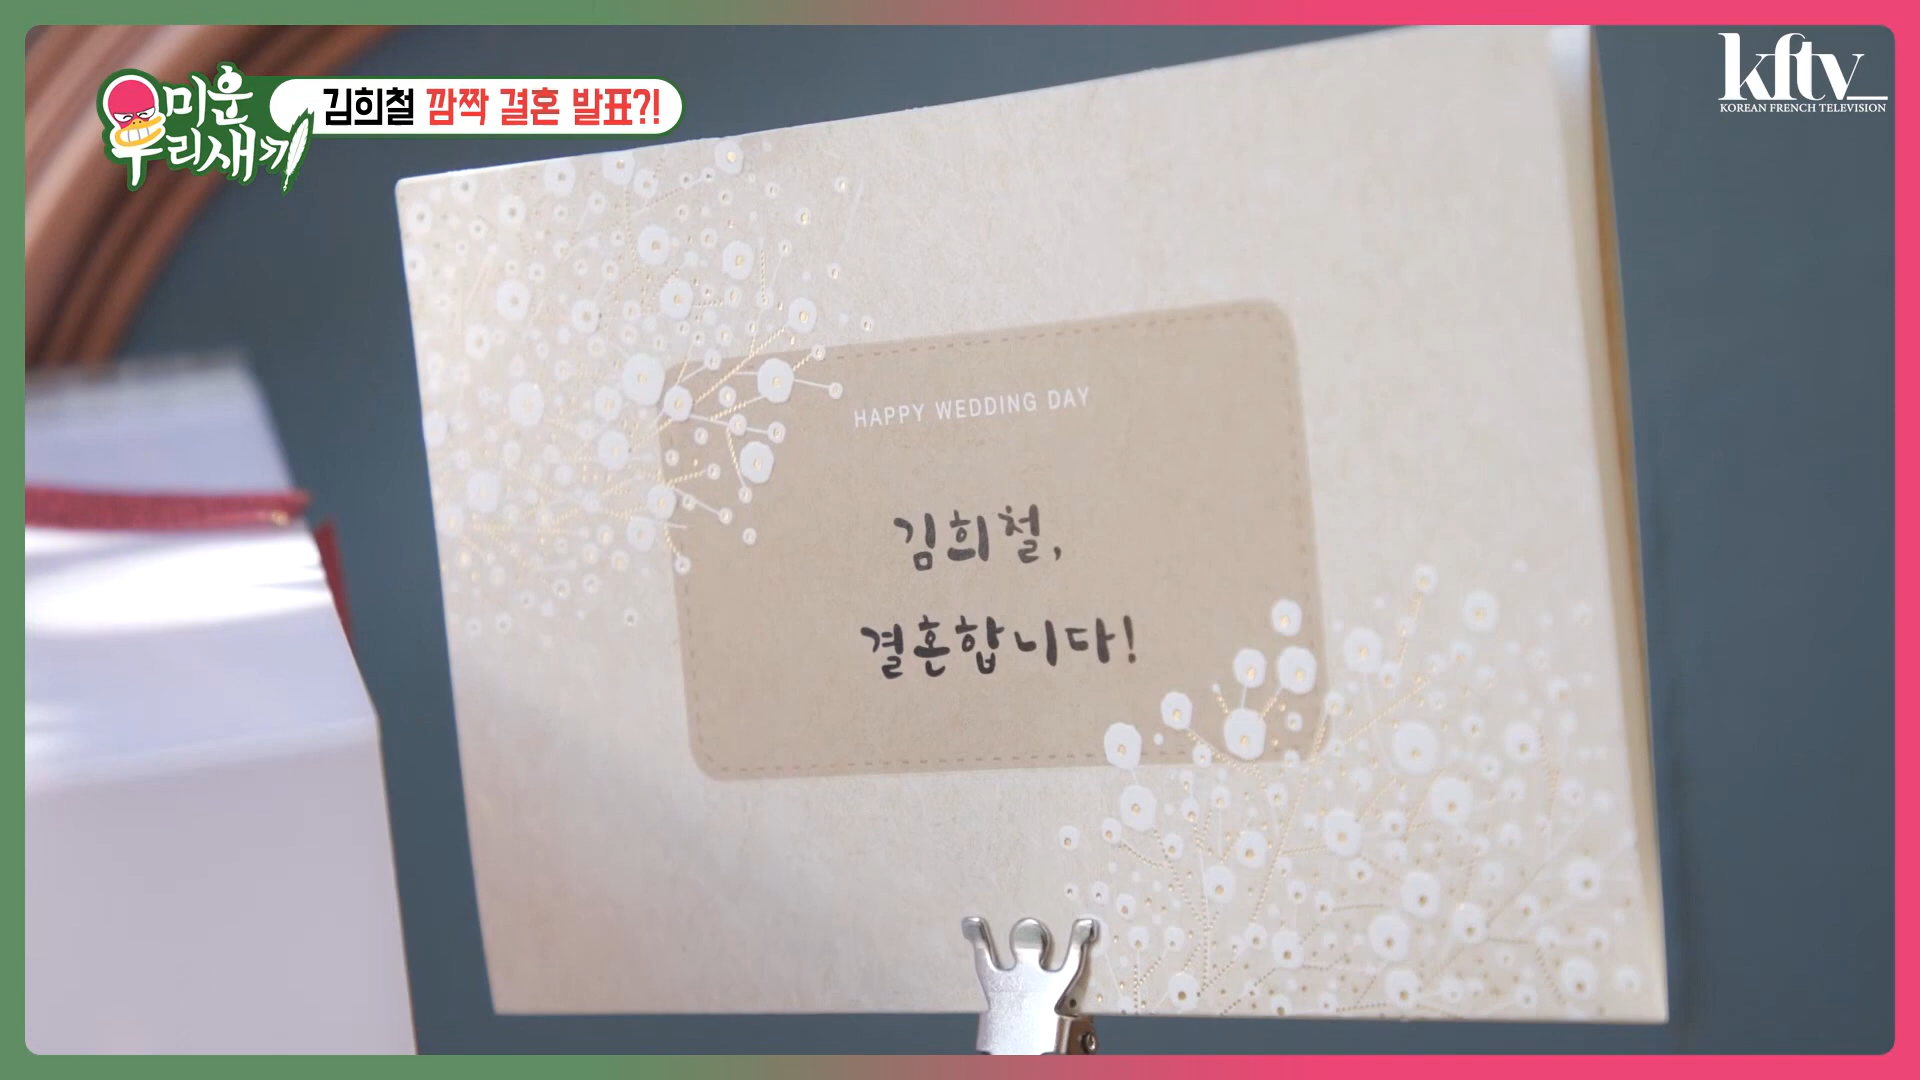 미운
우리새끼
김희철 깜짝 결혼 발표?!
kftv
KOREAN FRENCH TELEVISION
HAPPY WEDDING DAY
김희철,
결혼합니다!